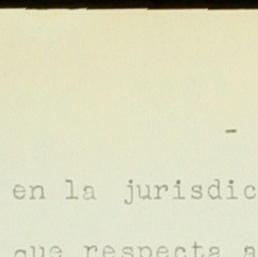 -
en la jurisdic
que respecta a